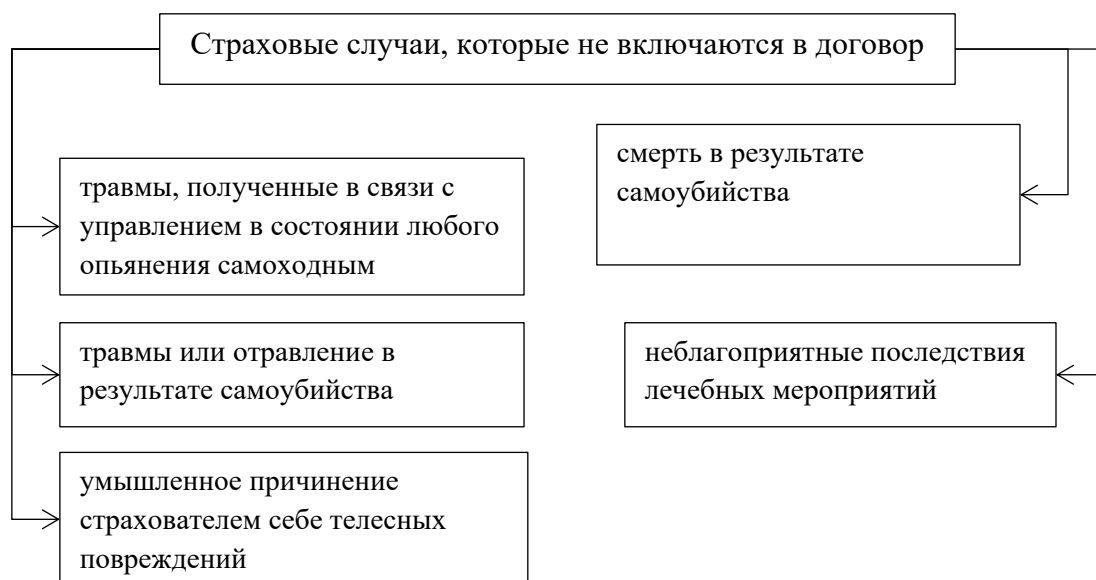 Страховые случаи, которые не включаются в договор
травмы, полученные в связи с
управлением в состоянии любого
опьянения самоходным
травмы или отравление в
результате самоубийства
умышленное причинение
страхователем себе телесных
повреждений
смерть в результате
самоубийства
неблагоприятные последствия
лечебных мероприятий